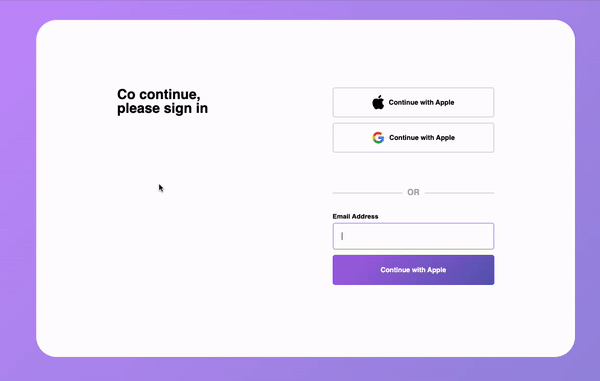 Co continue,
please sign in
Continue with Apple
Continue with Apple
OR
Email Address
Continue with Apple